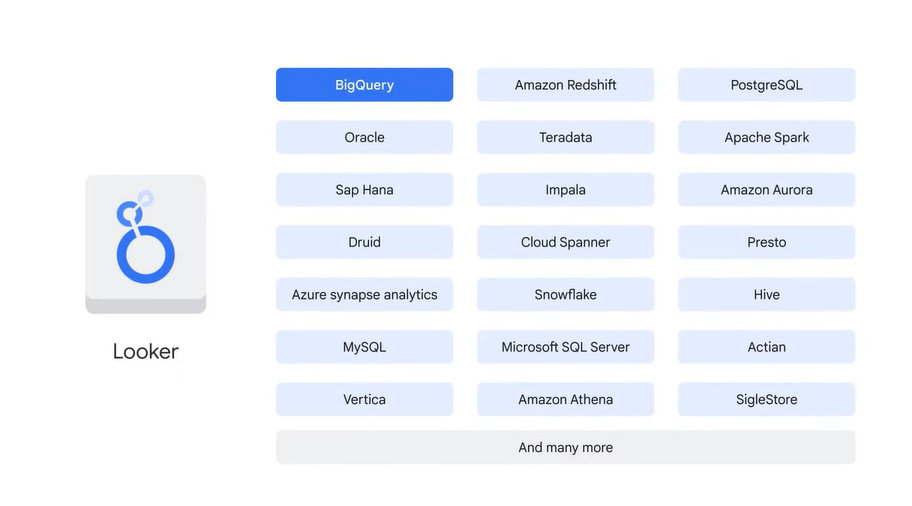 BigQuery
Amazon Redshift
PostgreSQL
Oracle
Teradata
Apache Spark
Sap Hana
Impala
Amazon Aurora
Druid
Cloud Spanner
Presto
Azure synapse analytics
Snowflake
Hive
Looker
MySQL
Microsoft SQL Server
Actian
Vertica
Amazon Athena
SigleStore
And many more